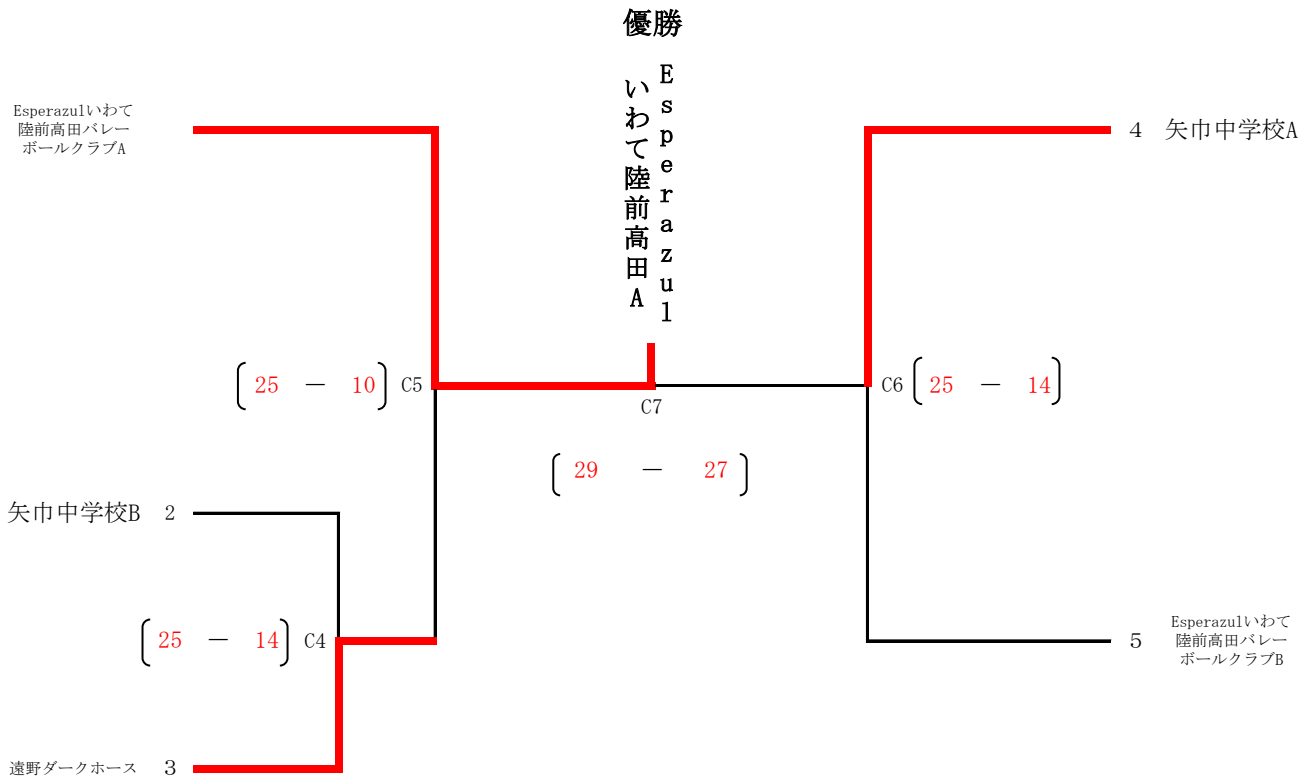 優勝
Esperazul
いわて陸前高田A
Esperazulいわて
陸前高田バレー
ボールクラブA
4 矢巾中学校A
25 － 10 C5
C7
C6 25 － 14
29 － 27
矢巾中学校B 2
25 － 14 C4
5 Esperazulいわて
陸前高田バレー
ボールクラブB
遠野ダークホース 3